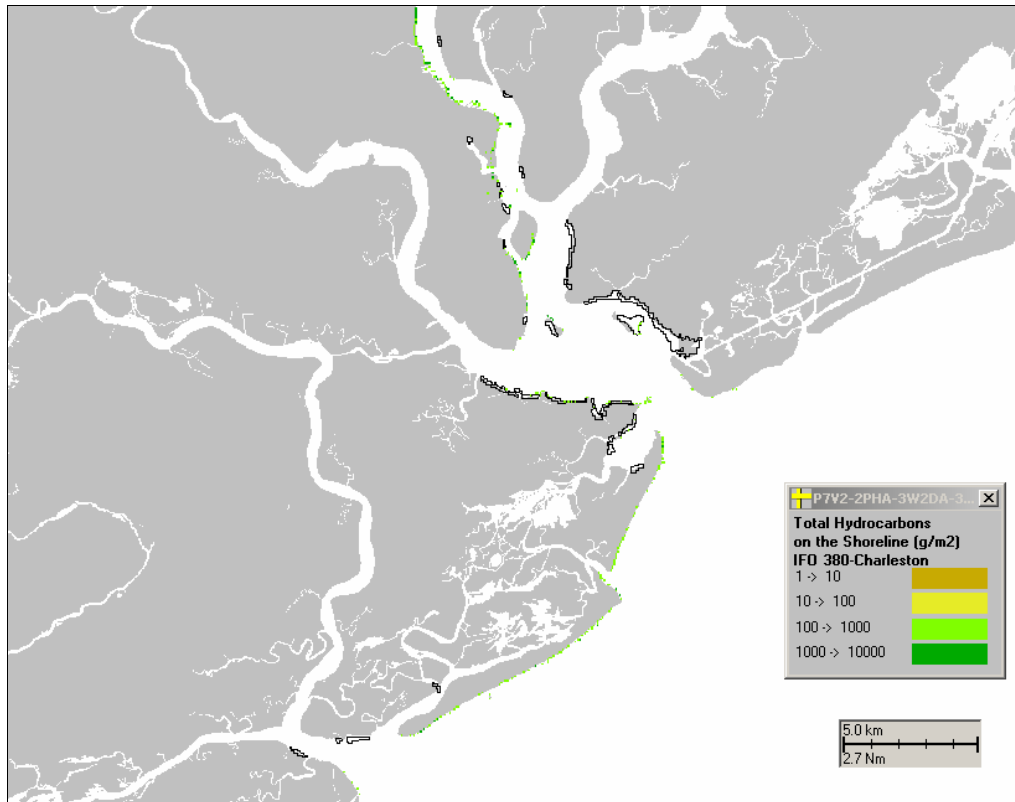 P7V2-2PHA-3W2DA-3...
Total Hydrocarbons
on the Shoreline (g/m2)
IFO 380-Charleston
1 -> 10
10 -> 100
100 -> 1000
1000 -> 10000
5.0 km
2.7 Nm